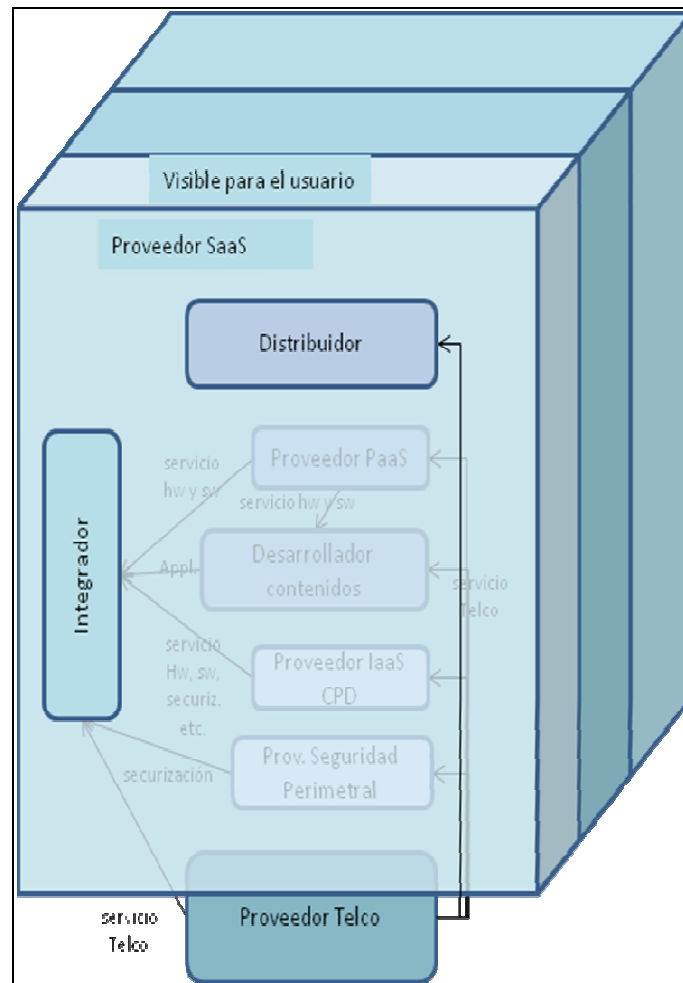 Visible para el usuario
Proveedor SaaS
Distribuidor
Proveedor PaaS
servicio
hw y sw
servicio hw y sw
Integrador
Desarrollador
contenidos
Appl.
servicio
Telco
servicio
Hw, sw,
securiz.
etc.
Proveedor IaaS
CPD
Prov. Seguridad
Perimetral
securización
Proveedor Telco
servicio
Telco